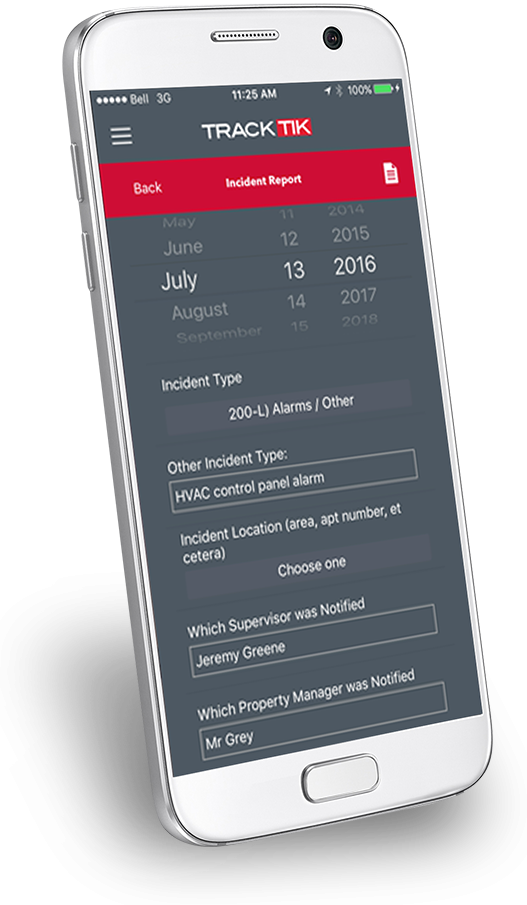 Bell 3G 11:25 AM 100%
TRACKTIK
Back Incident Report
May 11 2014
June 12 2015
July 13 2016
August 14 2017
September 15 2018
Incident Type
200-L) Alarms / Other
Other Incident Type:
HVAC control panel alarm
Incident Location (area, apt number, et
cetera)
Choose one
Which Supervisor was Notified
Jeremy Greene
Which Property Manager was Notified
Mr Grey